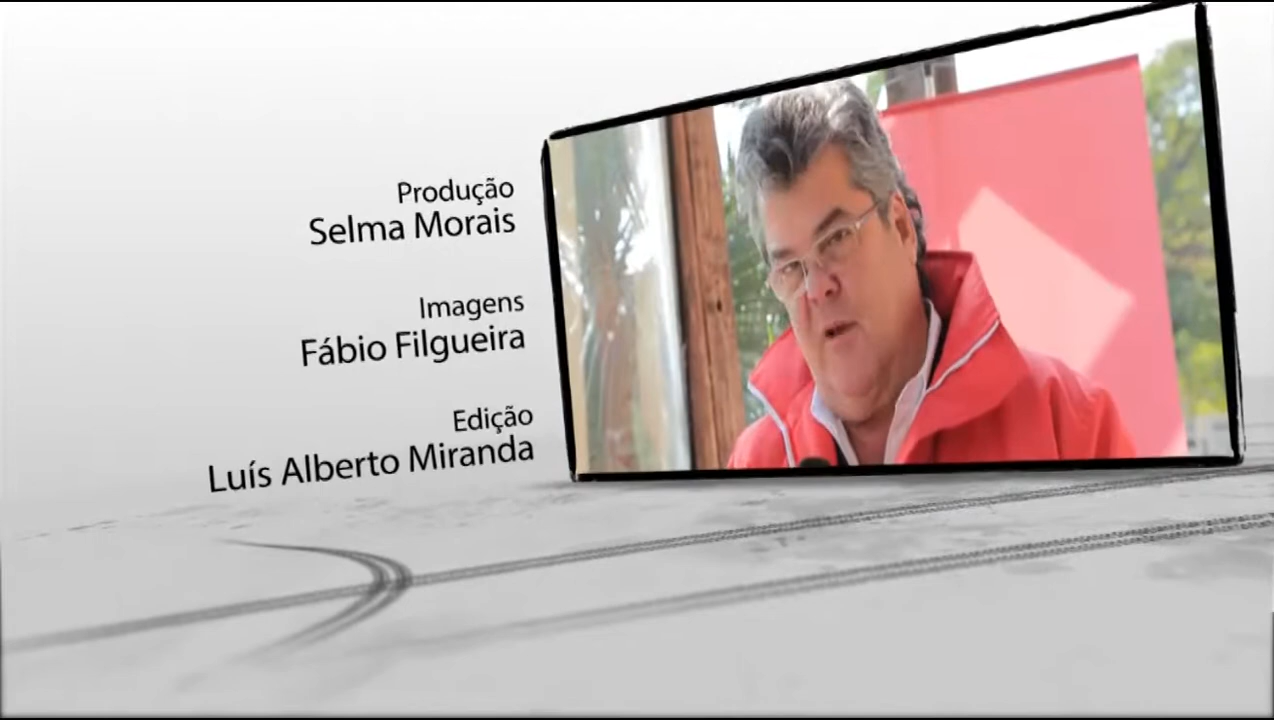 Produção
Selma Morais
Imagens
Fábio Filgueira
Edição
Luís Alberto Miranda